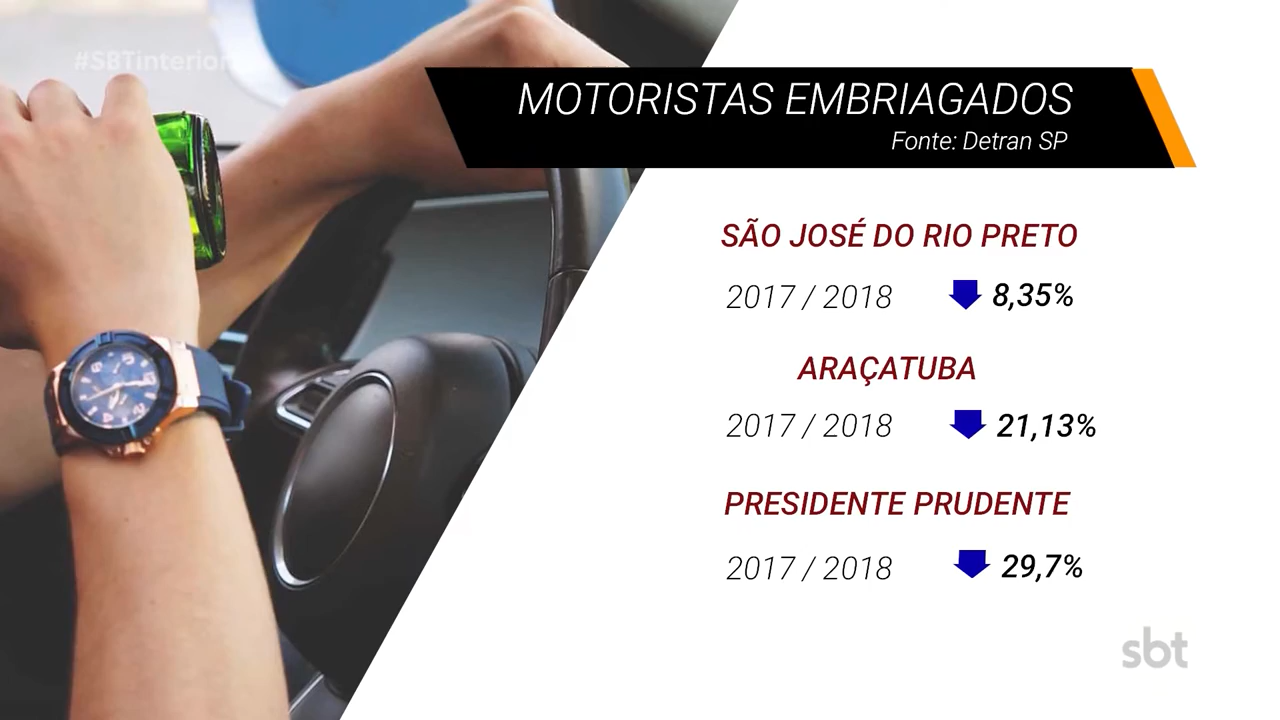 #SBTinterior
MOTORISTAS EMBRIAGADOS
Fonte: Detran SP
SÃO JOSÉ DO RIO PRETO
2017 / 2018 8,35%
ARAÇATUBA
2017 / 2018 21,13%
PRESIDENTE PRUDENTE
2017 / 2018 29,7%
sbt